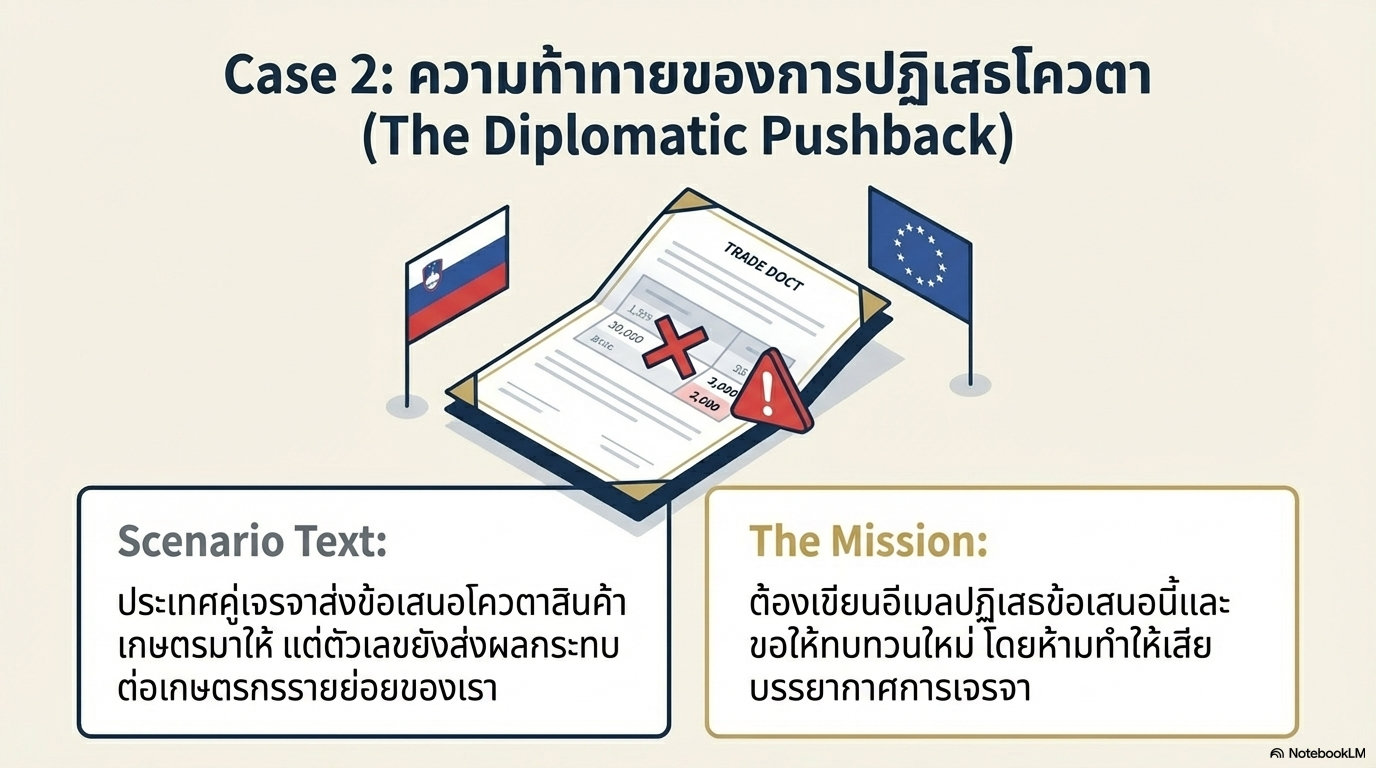 Case 2: ความท้าทายของการปฏิเสธโควตา
(The Diplomatic Pushback)
TRADE DOCT
30,000
3,000
2,000
Scenario Text:
ประเทศคู่เจรจาส่งข้อเสนอโควตาสินค้า
เกษตรมาให้ แต่ตัวเลขยังส่งผลกระทบ
ต่อเกษตรกรรายย่อยของเรา
The Mission:
ต้องเขียนอีเมลปฏิเสธข้อเสนอนี้และ
ขอให้ทบทวนใหม่ โดยห้ามทำให้เสีย
บรรยากาศการเจรจา
NotebookLM